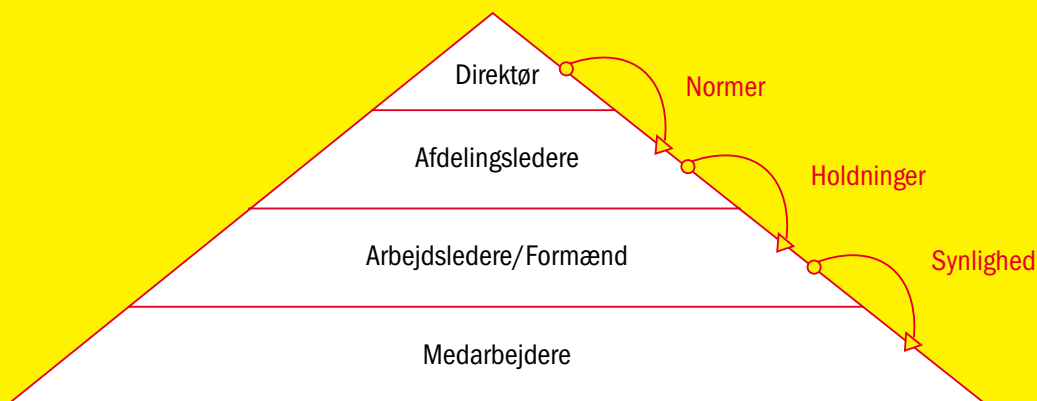 Direktør
Normer
Afdelingsledere
Holdninger
Arbejdsledere/Formænd
Synlighed
Medarbejdere